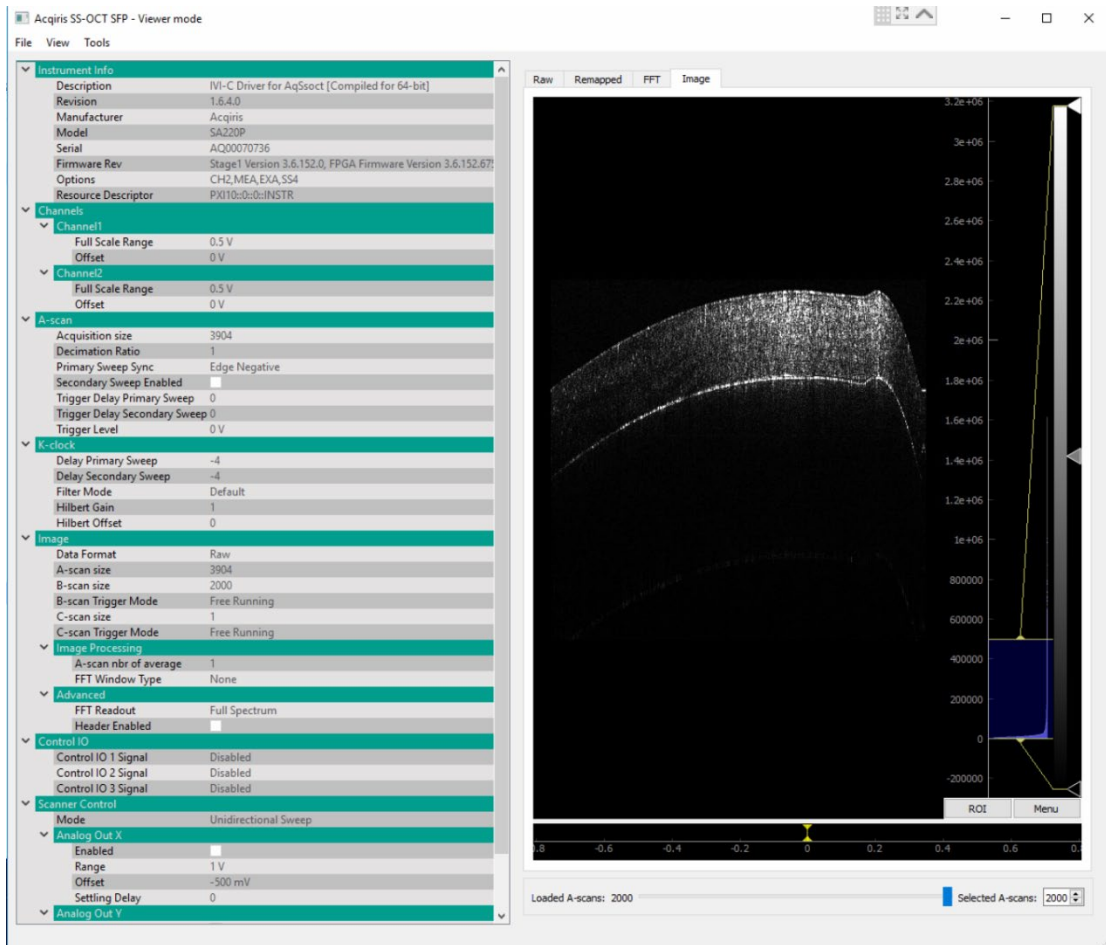 Acqiris SS-OCT SFP - Viewer mode
File View Tools
Instrument Info
Description IVI-C Driver for AqSsoct [Compiled for 64-bit]
Revision 1.6.4.0
Manufacturer Acqiris
Model SA220P
Serial AQ00070736
Firmware Rev Stage1 Version 3.6.152.0, FPGA Firmware Version 3.6.152.67
Options CH2,MEA,EXA,SS4
Resource Descriptor PXI10::0::0::INSTR
Channels
Channel1
Full Scale Range 0.5 V
Offset 0 V
Channel2
Full Scale Range 0.5 V
Offset 0 V
A-scan
Acquisition size 3904
Decimation Ratio 1
Primary Sweep Sync Edge Negative
Secondary Sweep Enabled
Trigger Delay Primary Sweep 0
Trigger Delay Secondary Sweep 0
Trigger Level 0 V
K-clock
Delay Primary Sweep -4
Delay Secondary Sweep -4
Filter Mode Default
Hilbert Gain 1
Hilbert Offset 0
Image
Data Format Raw
A-scan size 3904
B-scan size 2000
B-scan Trigger Mode Free Running
C-scan size 1
C-scan Trigger Mode Free Running
Image Processing
A-scan nbr of average 1
FFT Window Type None
Advanced
FFT Readout Full Spectrum
Header Enabled
Control IO
Control IO 1 Signal Disabled
Control IO 2 Signal Disabled
Control IO 3 Signal Disabled
Scanner Control
Mode Unidirectional Sweep
Analog Out X
Enabled
Range 1 V
Offset -500 mV
Settling Delay 0
Analog Out Y
Raw Remapped FFT Image
3.2e+06
3e+06
2.8e+06
2.6e+06
2.4e+06
2.2e+06
2e+06
1.8e+06
1.6e+06
1.4e+06
1.2e+06
1e+06
800000
600000
400000
200000
0
-200000
ROI Menu
0.8 -0.6 -0.4 -0.2 0 0.2 0.4 0.6 0.8
Loaded A-scans: 2000 Selected A-scans: 2000